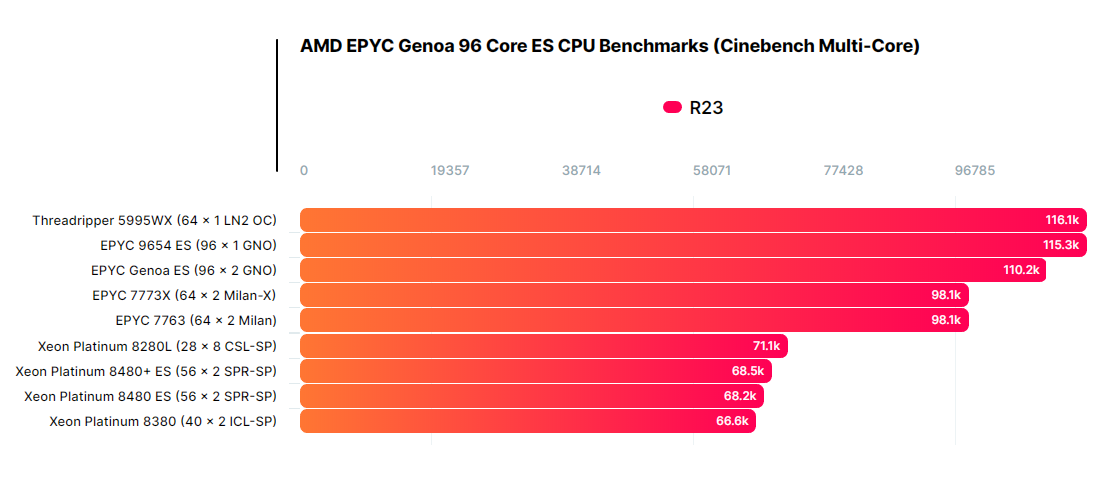 AMD EPYC Genoa 96 Core ES CPU Benchmarks (Cinebench Multi-Core)
R23
0 19357 38714 58071 77428 96785
Threadripper 5995WX (64 × 1 LN2 OC) 116.1k
EPYC 9654 ES (96 × 1 GNO) 115.3k
EPYC Genoa ES (96 × 2 GNO) 110.2k
EPYC 7773X (64 × 2 Milan-X) 98.1k
EPYC 7763 (64 × 2 Milan) 98.1k
Xeon Platinum 8280L (28 × 8 CSL-SP) 71.1k
Xeon Platinum 8480+ ES (56 × 2 SPR-SP) 68.5k
Xeon Platinum 8480 ES (56 × 2 SPR-SP) 68.2k
Xeon Platinum 8380 (40 × 2 ICL-SP) 66.6k